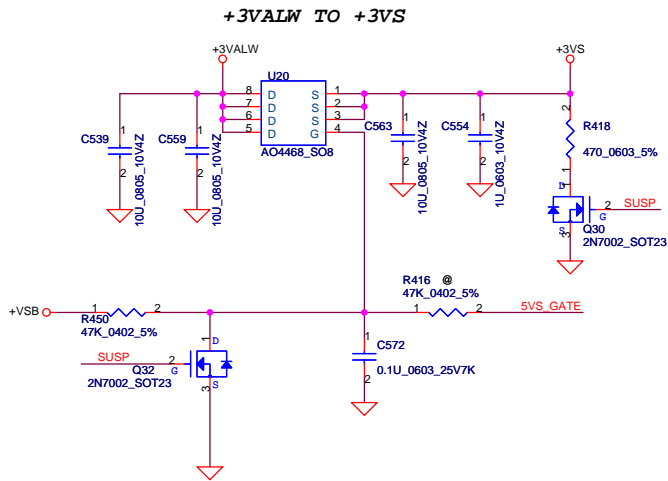 +3VALW TO +3VS
+3VALW
+3VS
U20
8 D S 1
7 D S 2
6 D S 3
5 D G 4
AO4468_SO8
C539
1
2
10U_0805_10V4Z
C559
1
2
10U_0805_10V4Z
C563
1
2
10U_0805_10V4Z
C554
1
2
1U_0603_10V4Z
2
R418
470_0603_5%
1
1
D
2
G
SUSP
S
3
Q30
2N7002_SOT23
+VSB
1
2
R450
47K_0402_5%
R416 @
47K_0402_5%
1
2
5VS_GATE
1
D
SUSP
2
G
Q32
S
3
2N7002_SOT23
1
C572
0.1U_0603_25V7K
2